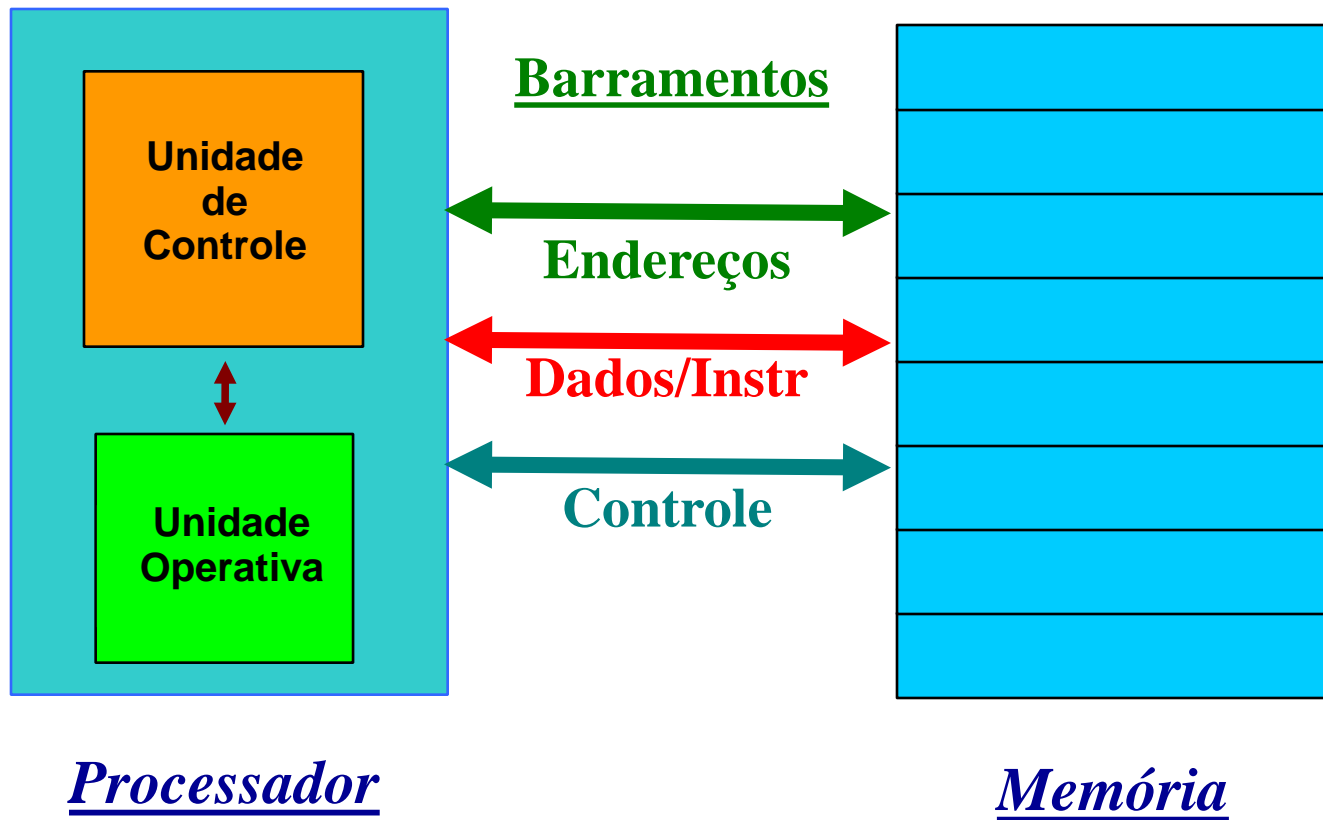 Barramentos
Unidade
de
Controle
Endereços
Dados/Instr
Controle
Unidade
Operativa
Processador
Memória